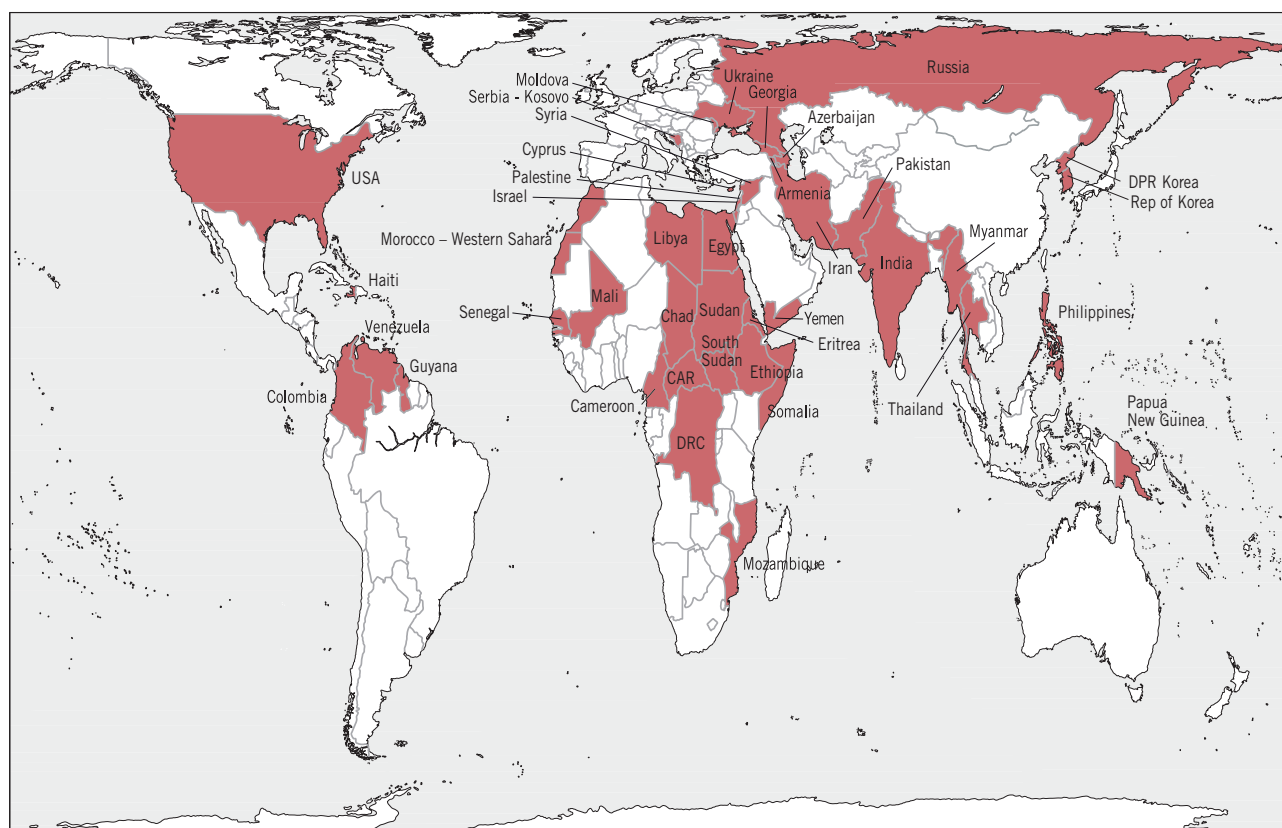 Russia
Moldova
Ukraine
Serbia - Kosovo
Georgia
Syria
Azerbaijan
Cyprus
Pakistan
USA
Palestine
Armenia
DPR Korea
Israel
Rep of Korea
Morocco – Western Sahara
Libya
Egypt
Iran
India
Myanmar
Haiti
Mali
Senegal
Chad
Sudan
Yemen
Philippines
Venezuela
Eritrea
South
Sudan
Guyana
CAR
Ethiopia
Colombia
Cameroon
Somalia
Thailand
Papua
New Guinea
DRC
Mozambique